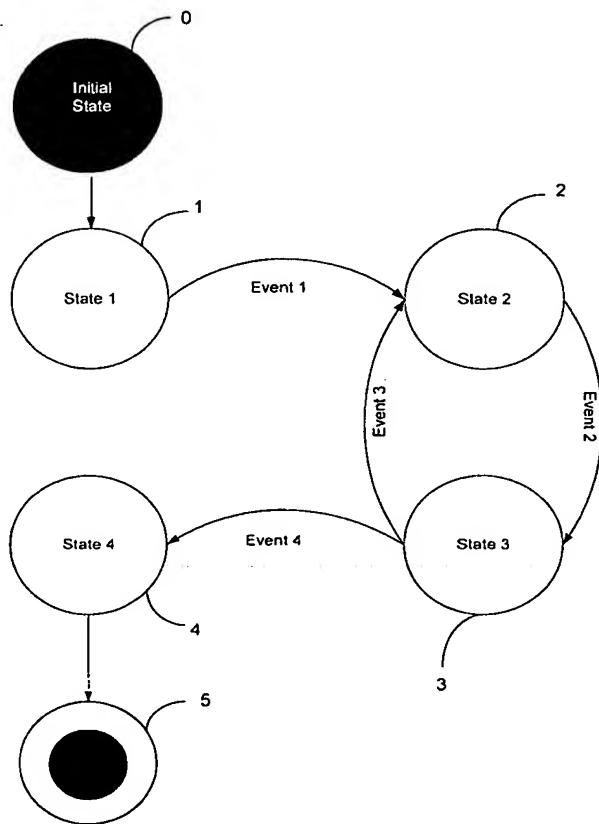 0
Initial
State
1
2
State 1
Event 1
State 2
Event 3
Event 2
State 4
Event 4
State 3
4
3
5